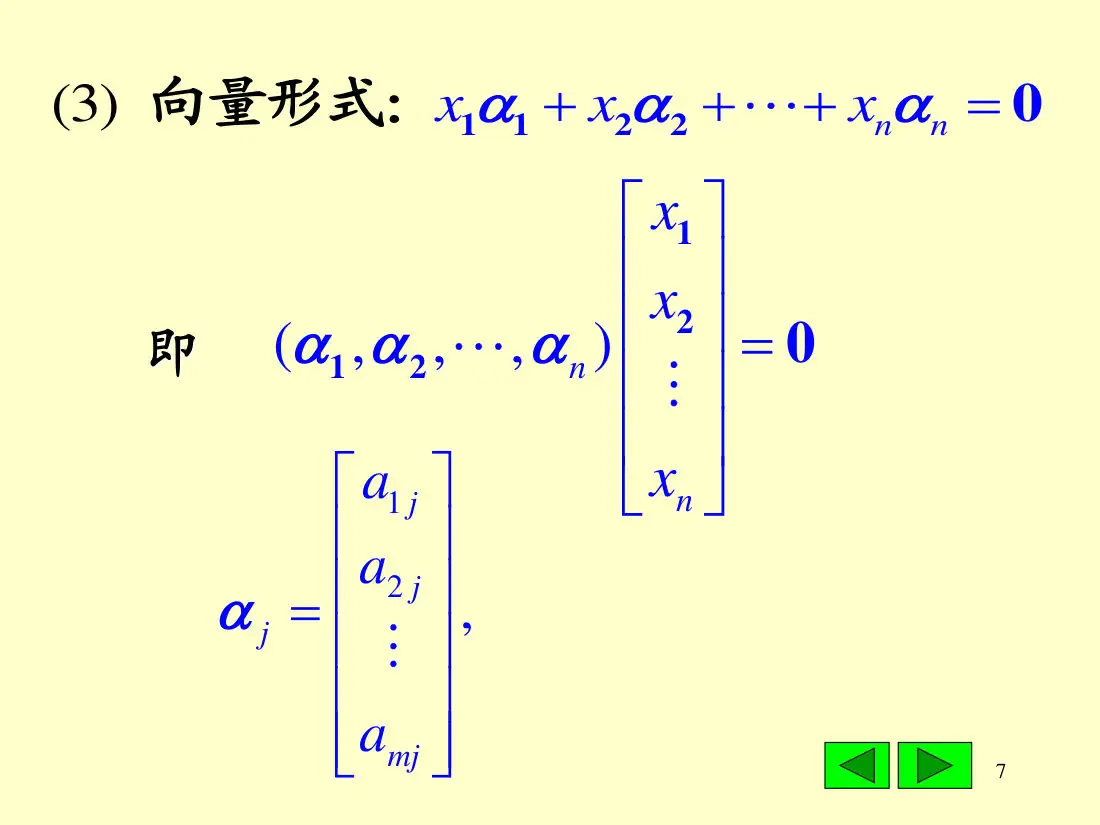 (3) 向量形式: x₁α₁ + x₂α₂ + ⋯ + xₙαₙ = 0
即 (α₁, α₂, ⋯, αₙ) [x₁ x₂ ⋮ xₙ] = 0
αⱼ = [a₁ⱼ a₂ⱼ ⋮ aₘⱼ],
7